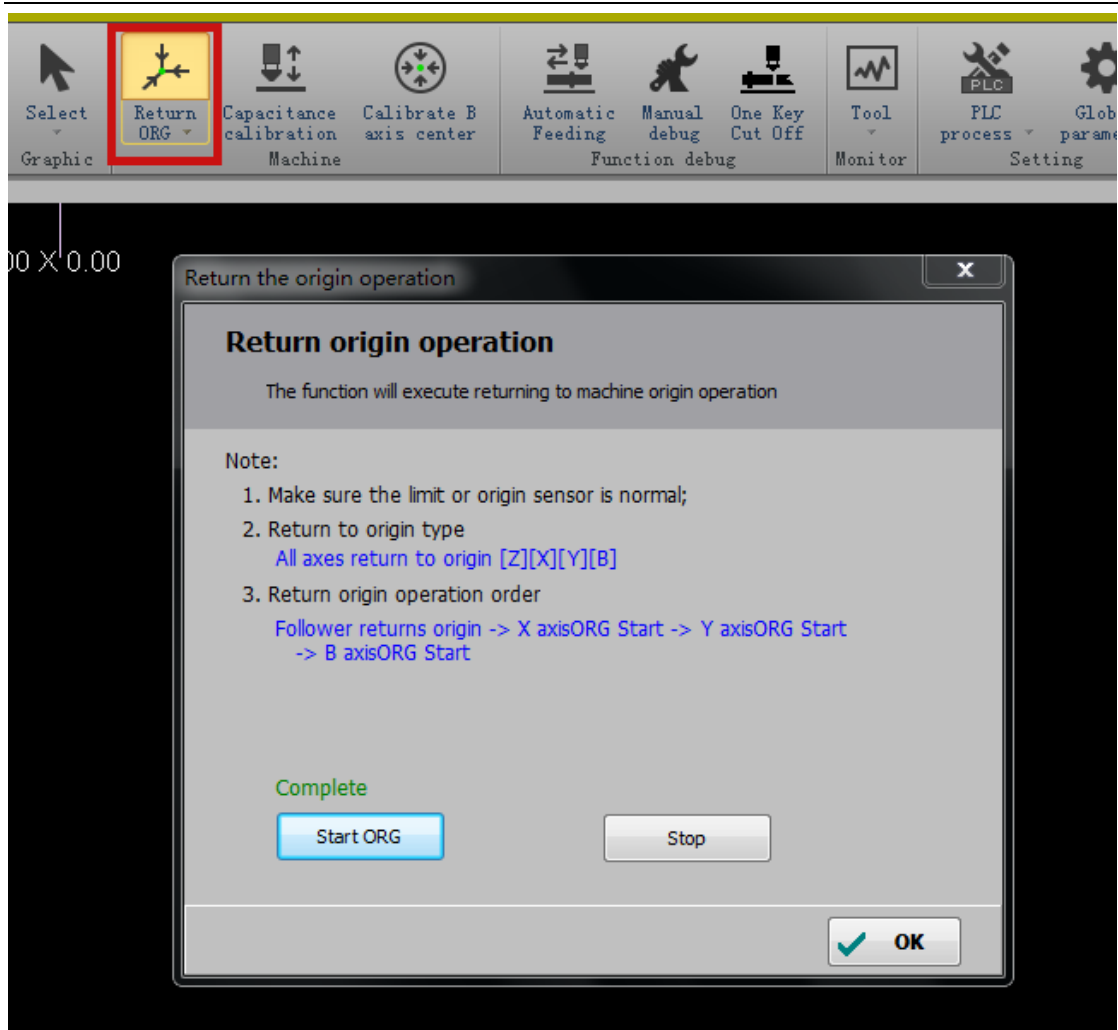 Select
Return
ORG
Capacitance
calibration
Calibrate B
axis center
Automatic
Feeding
Manual
debug
One Key
Cut Off
Tool
PLC
PLC
process
Glob
parame
Graphic
Machine
Function debug
Monitor
Setting
00 X 0.00
Return the origin operation
Return origin operation
The function will execute returning to machine origin operation
Note:
1. Make sure the limit or origin sensor is normal;
2. Return to origin type
All axes return to origin [Z][X][Y][B]
3. Return origin operation order
Follower returns origin -> X axisORG Start -> Y axisORG Start
-> B axisORG Start
Complete
Start ORG
Stop
OK